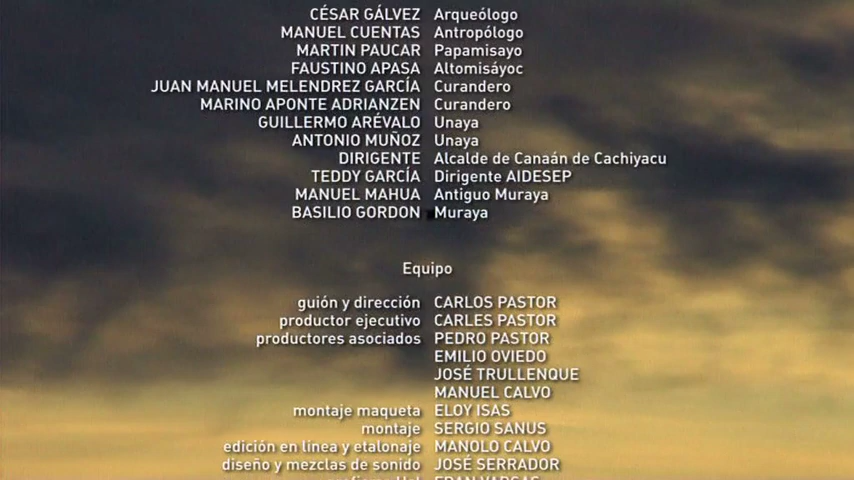 CÉSAR GÁLVEZ Arqueólogo
MANUEL CUENTAS Antropólogo
MARTIN PAUCAR Papamisayo
FAUSTINO APASA Altomisáyoc
JUAN MANUEL MELENDREZ GARCÍA Curandero
MARINO APONTE ADRIANZEN Curandero
GUILLERMO ARÉVALO Unaya
ANTONIO MUÑOZ Unaya
DIRIGENTE Alcalde de Canaán de Cachiyacu
TEDDY GARCÍA Dirigente AIDESEP
MANUEL MAHUA Antiguo Muraya
BASILIO GORDON Muraya
Equipo
guión y dirección CARLOS PASTOR
productor ejecutivo CARLES PASTOR
productores asociados PEDRO PASTOR
EMILIO OVIEDO
JOSÉ TRULLENQUE
MANUEL CALVO
montaje maqueta ELOY ISAS
montaje SERGIO SANUS
edición en línea y etalonaje MANOLO CALVO
diseño y mezclas de sonido JOSÉ SERRADOR
FRAN VARGAS